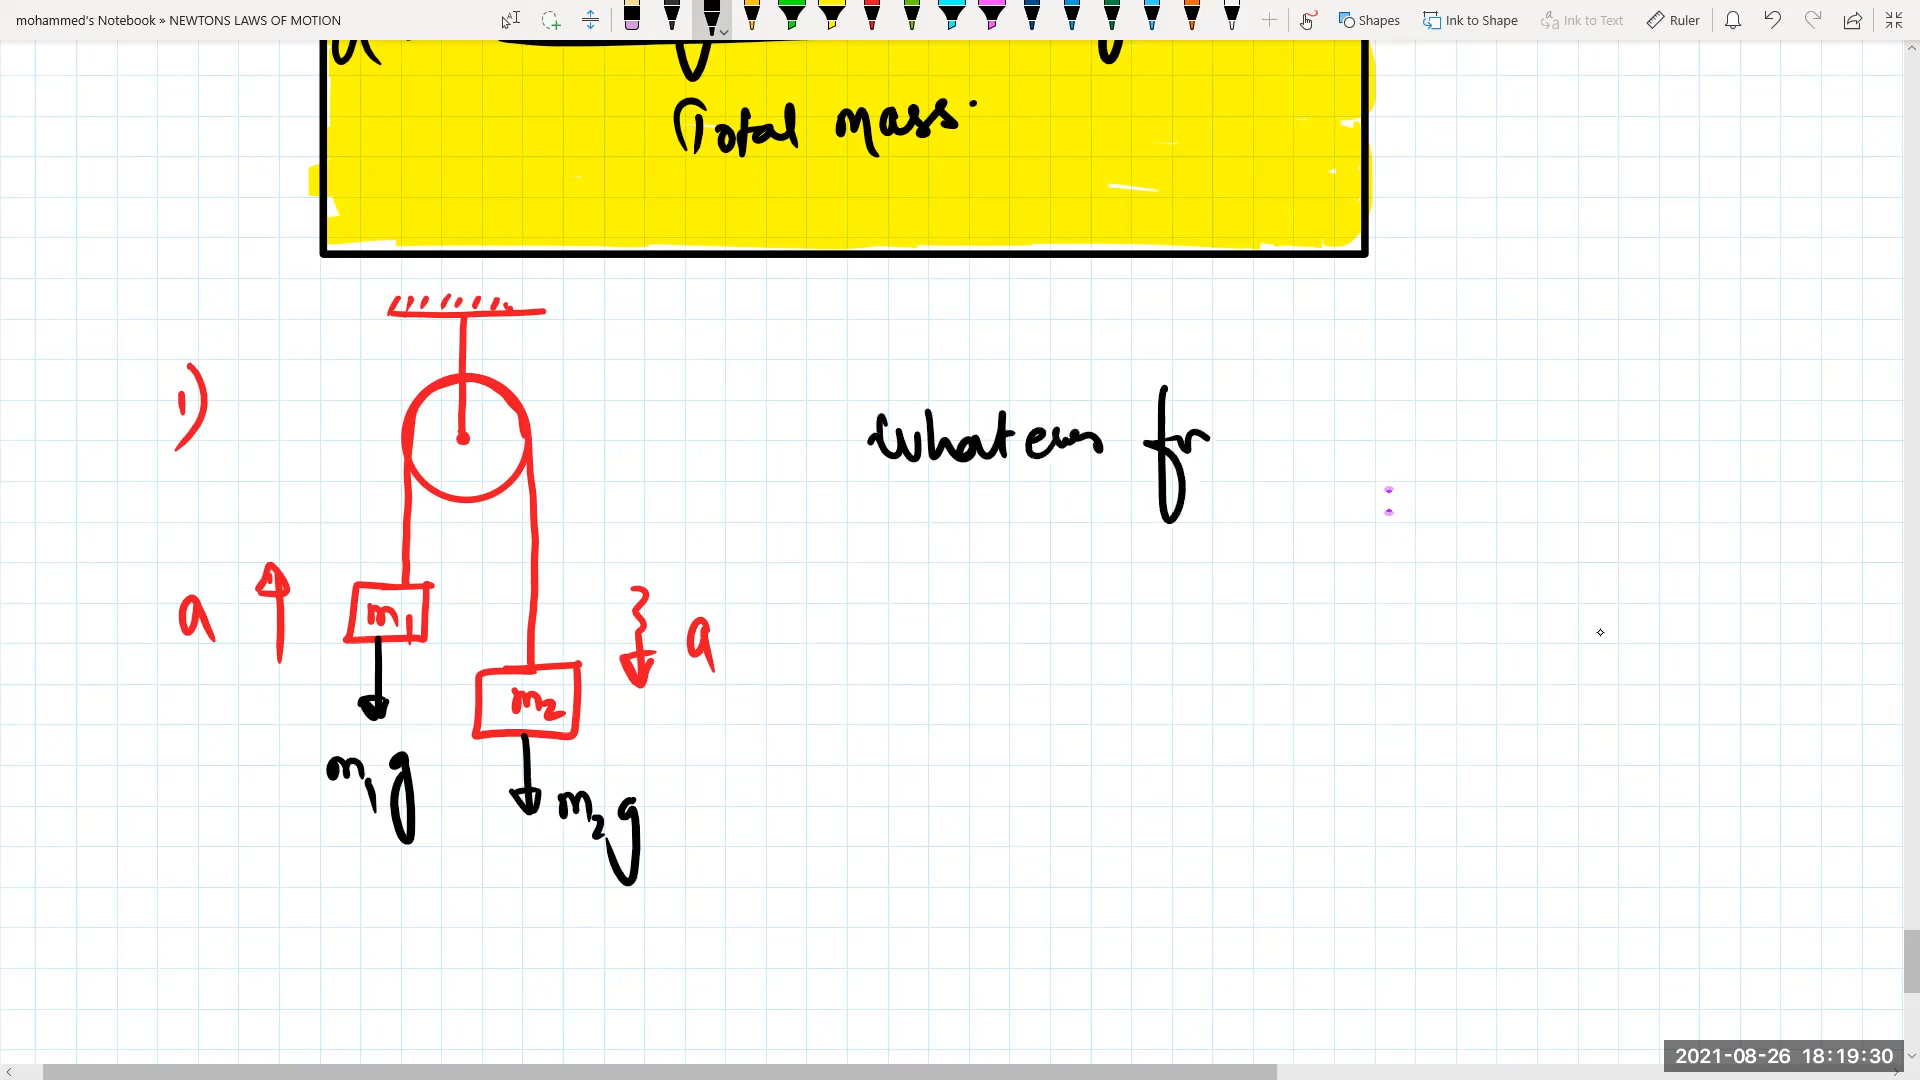 mohammed's Notebook » NEWTONS LAWS OF MOTION
Shapes
Ink to Shape
Ink to Text
Ruler
Total mass.
1)
Whatever fr
a
m1
a
m2
m1g
m2g
2021-08-26 18:19:30